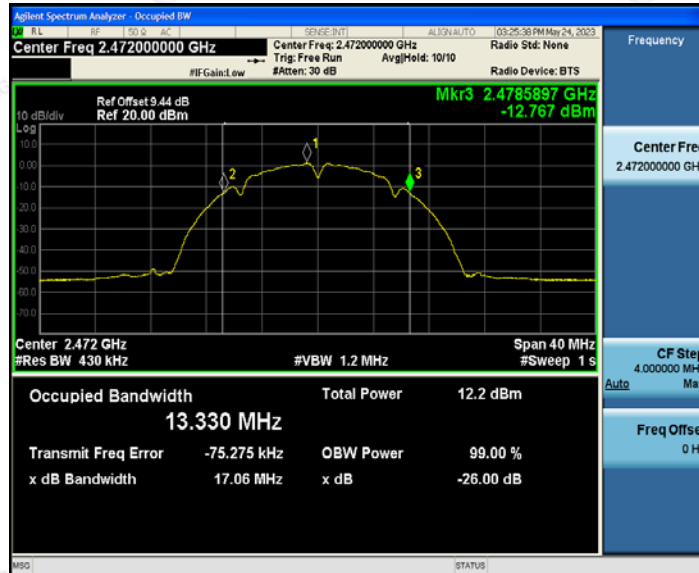 Agilent Spectrum Analyzer - Occupied BW
RL RF 50 Ω AC SENSE:INT ALIGN AUTO 03:25:38 PM May 24, 2023
Center Freq 2.472000000 GHz Center Freq: 2.472000000 GHz Radio Std: None Frequency
Trig: Free Run Avg|Hold: 10/10
#IFGain:Low #Atten: 30 dB Radio Device: BTS
Mkr3 2.4785897 GHz
-12.767 dBm
Ref Offset 9.44 dB
10 dB/div Ref 20.00 dBm
Log
10.0
0.00
-10.0
-20.0
-30.0
-40.0
-50.0
-60.0
-70.0
1
2
3
Center Fre
2.472000000 GH
Center 2.472 GHz Span 40 MHz
#Res BW 430 kHz #VBW 1.2 MHz #Sweep 1 s
CF Ste
4.000000 MH
Auto Ma
Occupied Bandwidth Total Power 12.2 dBm
13.330 MHz
Transmit Freq Error -75.275 kHz OBW Power 99.00 %
x dB Bandwidth 17.06 MHz x dB -26.00 dB
Freq Offse
0 H
MSG STATUS